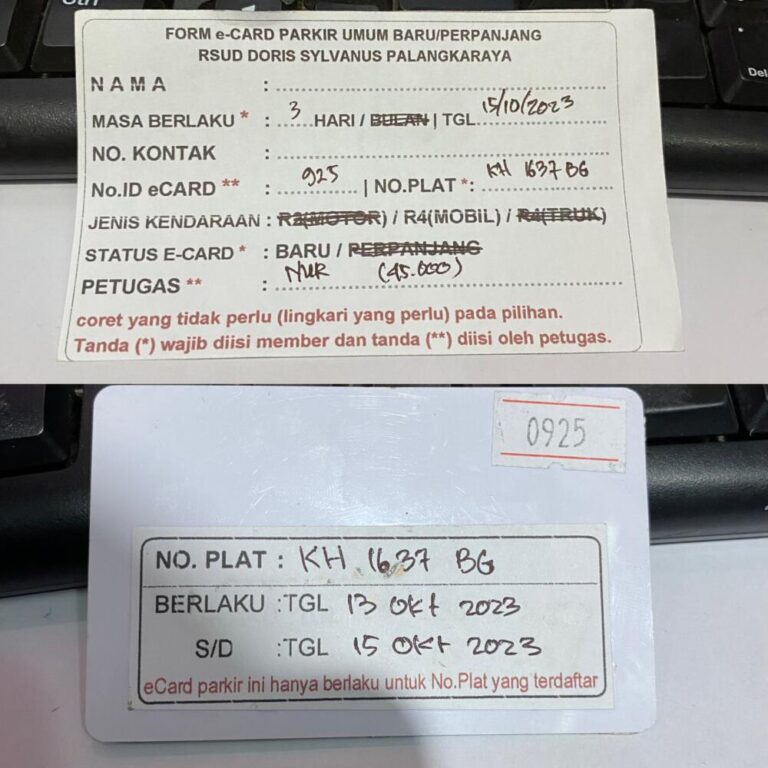 Ctrl
Del
FORM e-CARD PARKIR UMUM BARU/PERPANJANG
RSUD DORIS SYLVANUS PALANGKARAYA
NAMA :
MASA BERLAKU * : 3 HARI / BULAN | TGL 15/10/2023
NO. KONTAK :
No.ID eCARD ** : 925 | NO.PLAT *: KH 1637 BG
JENIS KENDARAAN : R2(MOTOR) / R4(MOBIL) / R4(TRUK)
STATUS E-CARD * : BARU / PERPANJANG
PETUGAS ** : NUR (45.000)
coret yang tidak perlu (lingkari yang perlu) pada pilihan.
Tanda (*) wajib diisi member dan tanda (**) diisi oleh petugas.
0925
NO. PLAT : KH 1637 BG
BERLAKU :TGL 13 OKt 2023
S/D :TGL 15 OKt 2023
eCard parkir ini hanya berlaku untuk No.Plat yang terdaftar